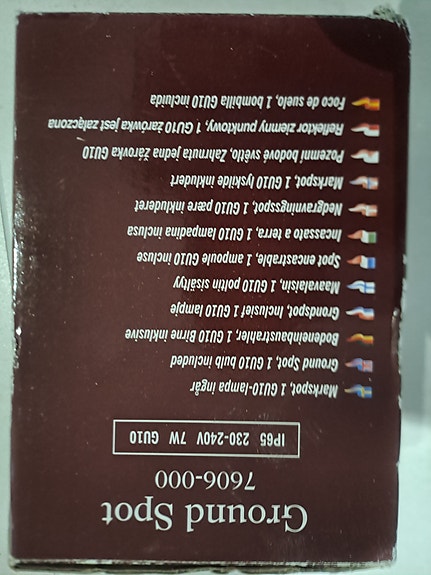 Ground Spot
7606-000
IP65 230-240V 7W GU10
Markspot, 1 GU10-lampa ingår
Ground Spot, 1 GU10 bulb included
Bodeneinbaustrahler, 1 GU10 Birne inklusive
Grondspot, Inclusief 1 GU10 lampje
Maavalaisin, 1 GU10 polttin sisältyy
Spot encastrable, 1 GU10 ampoule incluse
Incassato a terra, 1 GU10 lampadina inclusa
Nedgravningsspot, 1 GU10 pære inkluderet
Markspot, 1 GU10 lyskilde inkludert
Pozemní bodové světlo, Zahrnuta jedna žárovka GU10
Reflektor ziemny punktowy, 1 GU10 żarówka jest załączona
Foco de suelo, 1 bombilla GU10 incluida